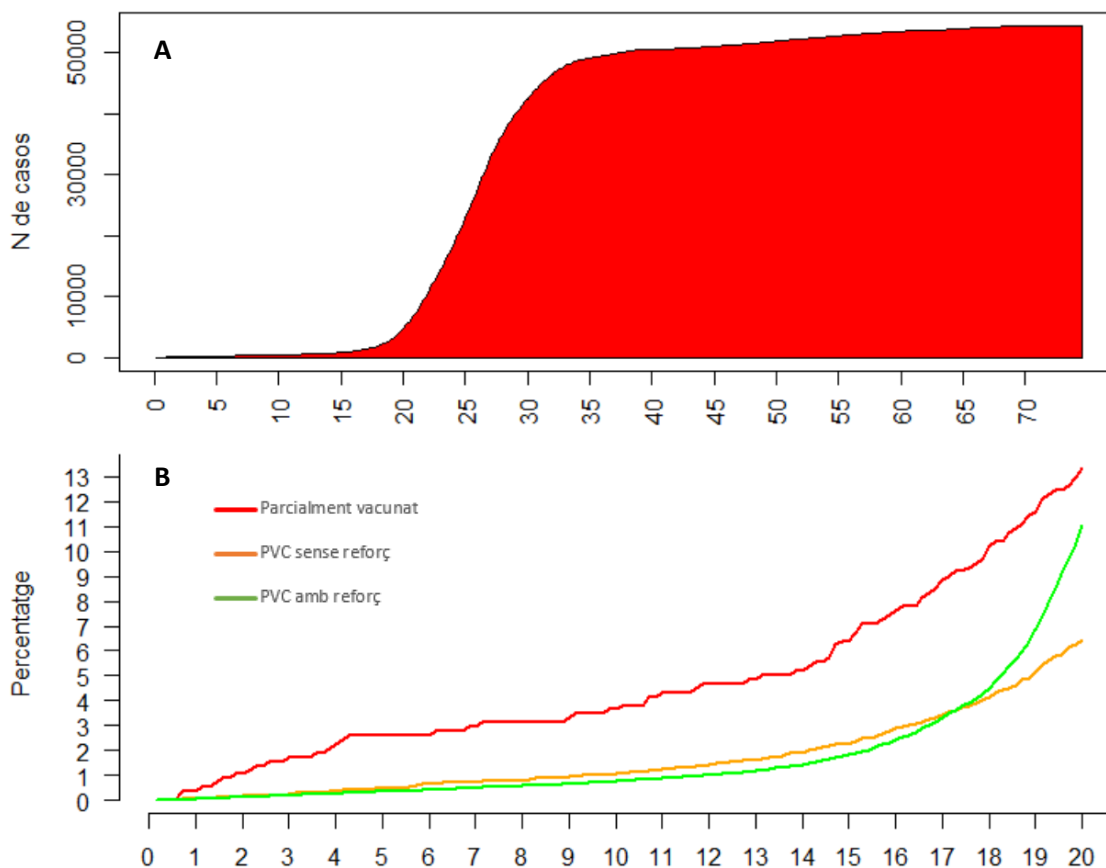 A
N de casos
50000
30000
10000
0
0 5 10 15 20 25 30 35 40 45 50 55 60 65 70
B
Percentatge
13
12
11
10
9
8
7
6
5
4
3
2
1
0
Parcialment vacunat
PVC sense reforç
PVC amb reforç
0 1 2 3 4 5 6 7 8 9 10 11 12 13 14 15 16 17 18 19 20